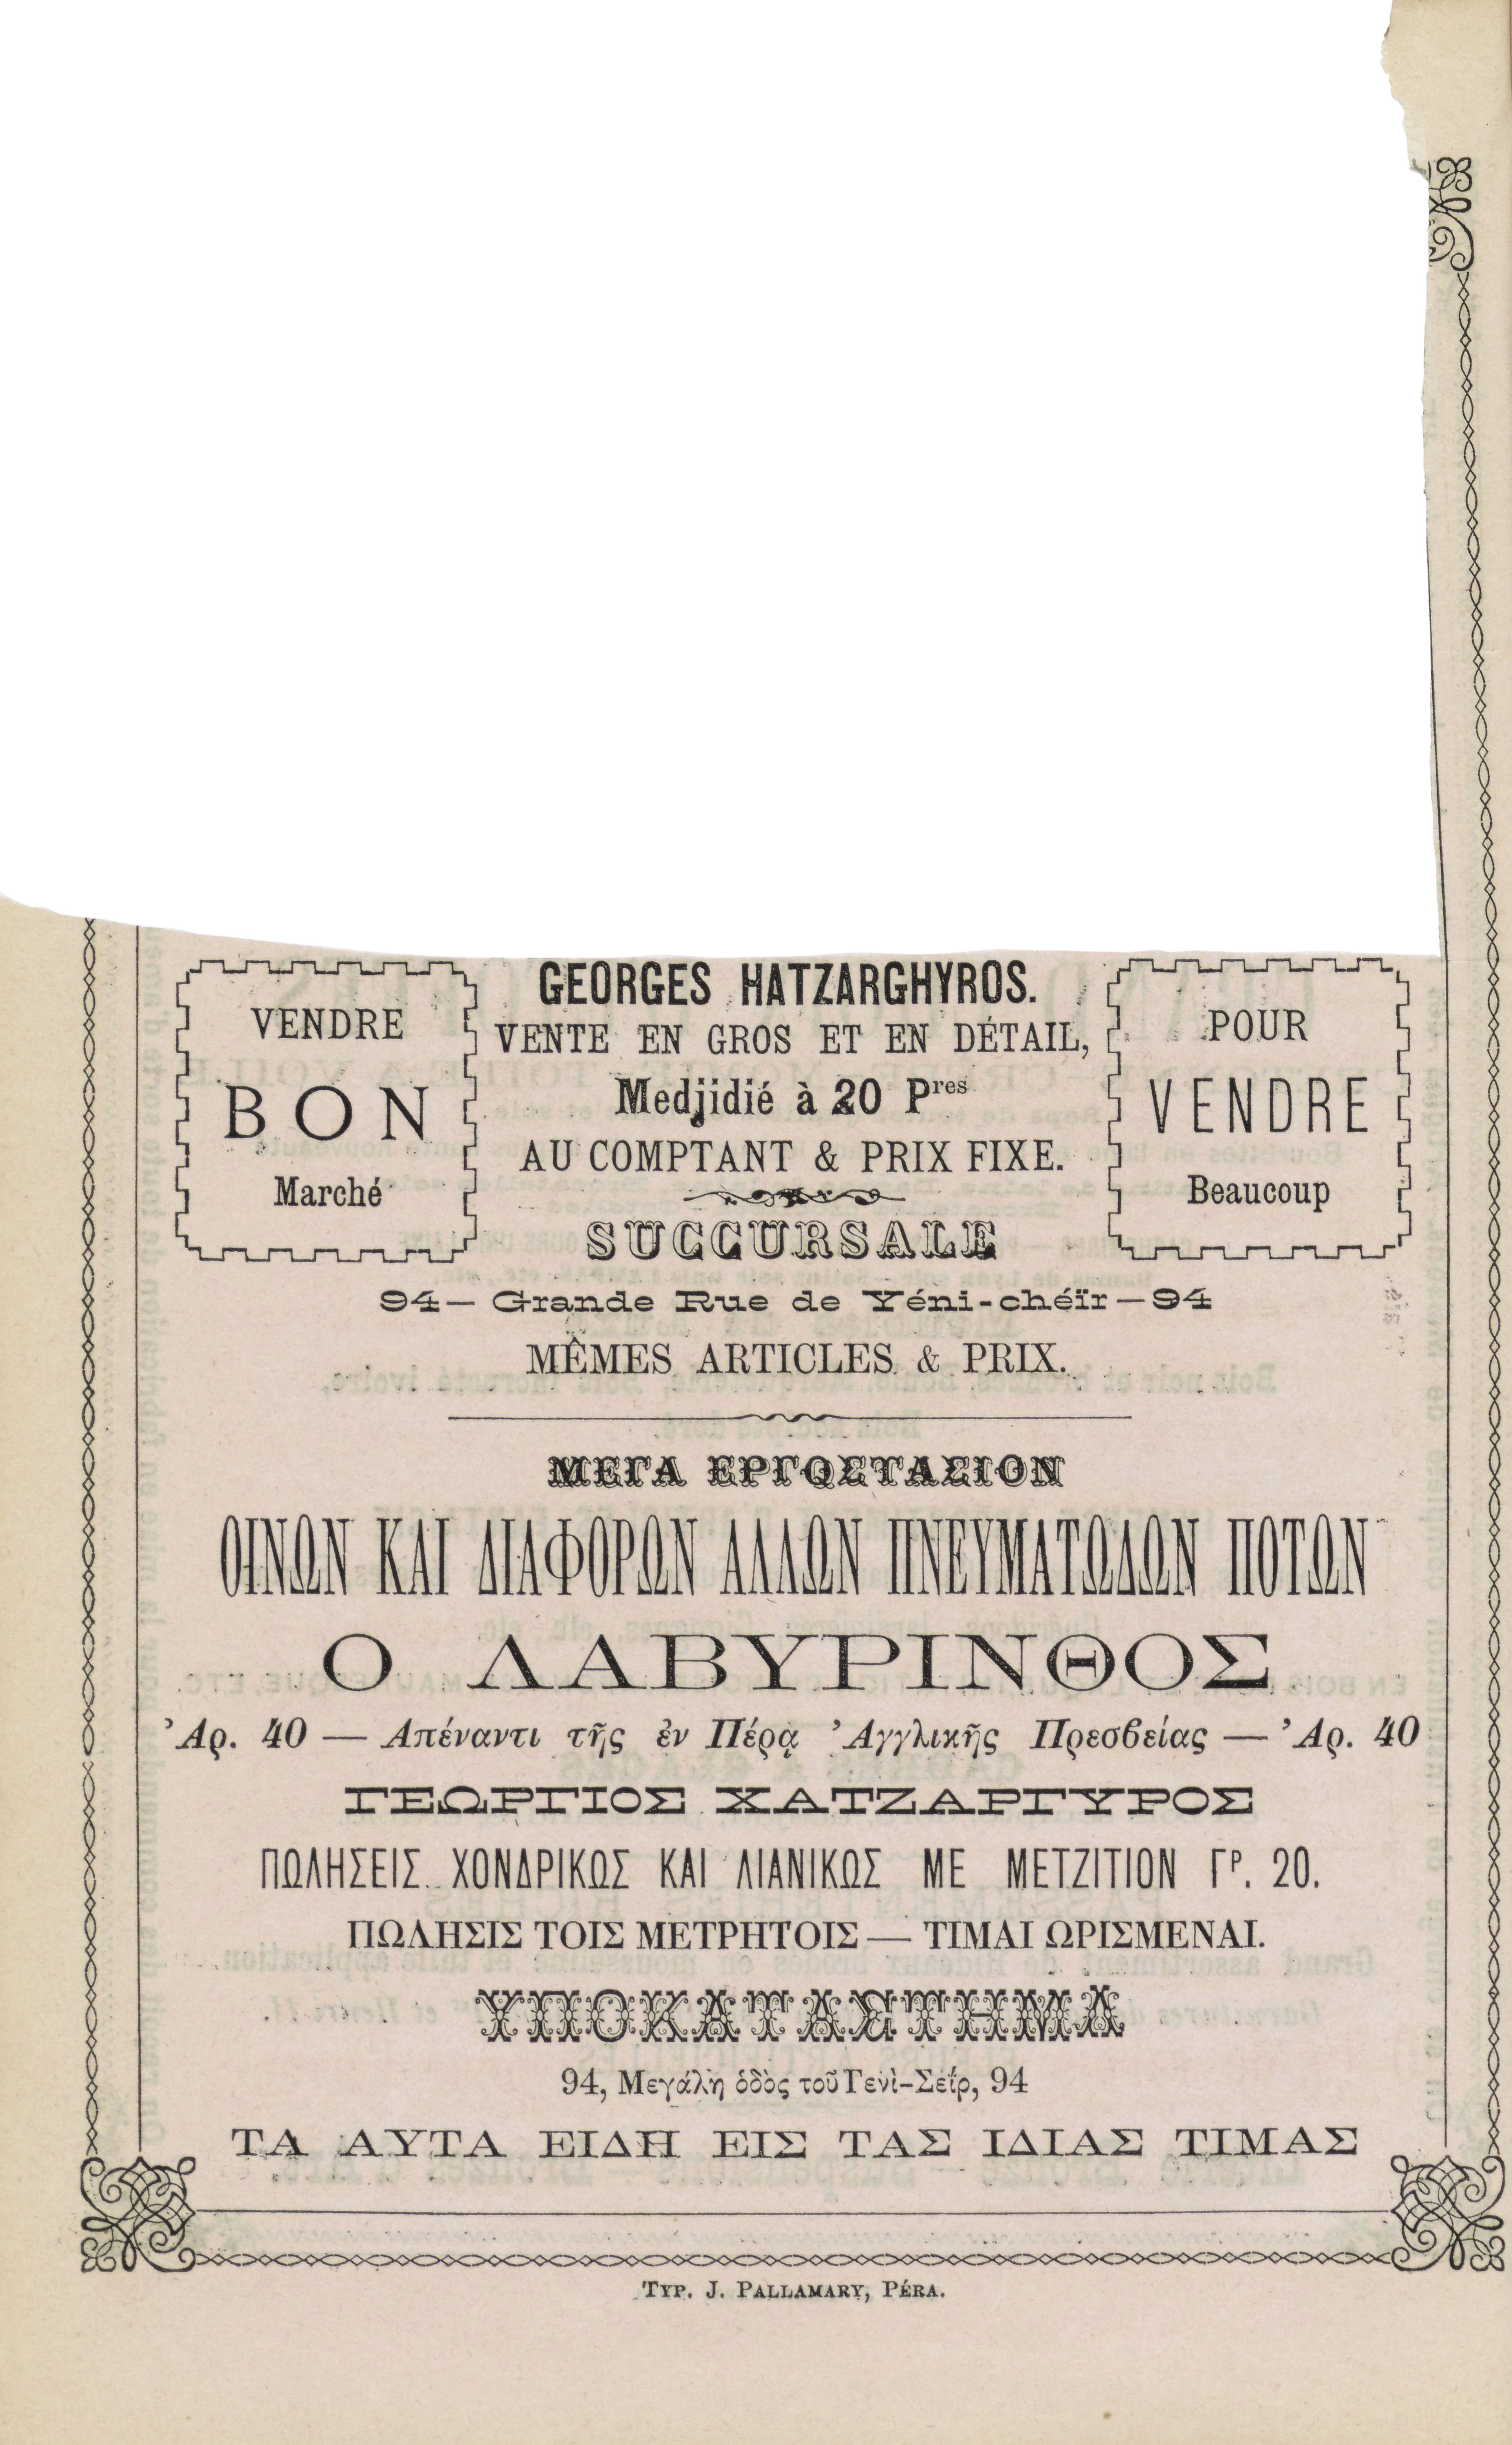 VENDRE
BON
Marché
GEORGES HATZARGHYROS.
VENTE EN GROS ET EN DÉTAIL,
Medjidié à 20 Pres
AU COMPTANT & PRIX FIXE.
POUR
VENDRE
Beaucoup
SUCCURSALE
94 — Grande Rue de Yéni-chéïr — 94
MÊMES ARTICLES & PRIX.
ΜΕΓΑ ΕΡΓΟΣΤΑΣΙΟΝ
ΟΙΝΩΝ ΚΑΙ ΔΙΑΦΟΡΩΝ ΑΛΛΩΝ ΠΝΕΥΜΑΤΩΔΩΝ ΠΟΤΩΝ
Ο ΛΑΒΥΡΙΝΘΟΣ
Ἀρ. 40 — Απέναντι τῆς ἐν Πέρᾳ Ἀγγλικῆς Πρεσβείας — Ἀρ. 40
ΓΕΩΡΓΙΟΣ ΧΑΤΖΑΡΓΥΡΟΣ
ΠΩΛΗΣΕΙΣ ΧΟΝΔΡΙΚΩΣ ΚΑΙ ΛΙΑΝΙΚΩΣ ΜΕ ΜΕΤΖΙΤΙΟΝ ΓΡ. 20.
ΠΩΛΗΣΙΣ ΤΟΙΣ ΜΕΤΡΗΤΟΙΣ — ΤΙΜΑΙ ΩΡΙΣΜΕΝΑΙ.
ΥΠΟΚΑΤΑΣΤΗΜΑ
94, Μεγάλη ὁδὸς τοῦ Γενὶ-Σεΐρ, 94
ΤΑ ΑΥΤΑ ΕΙΔΗ ΕΙΣ ΤΑΣ ΙΔΙΑΣ ΤΙΜΑΣ
TYP. J. PALLAMARY, PÉRA.